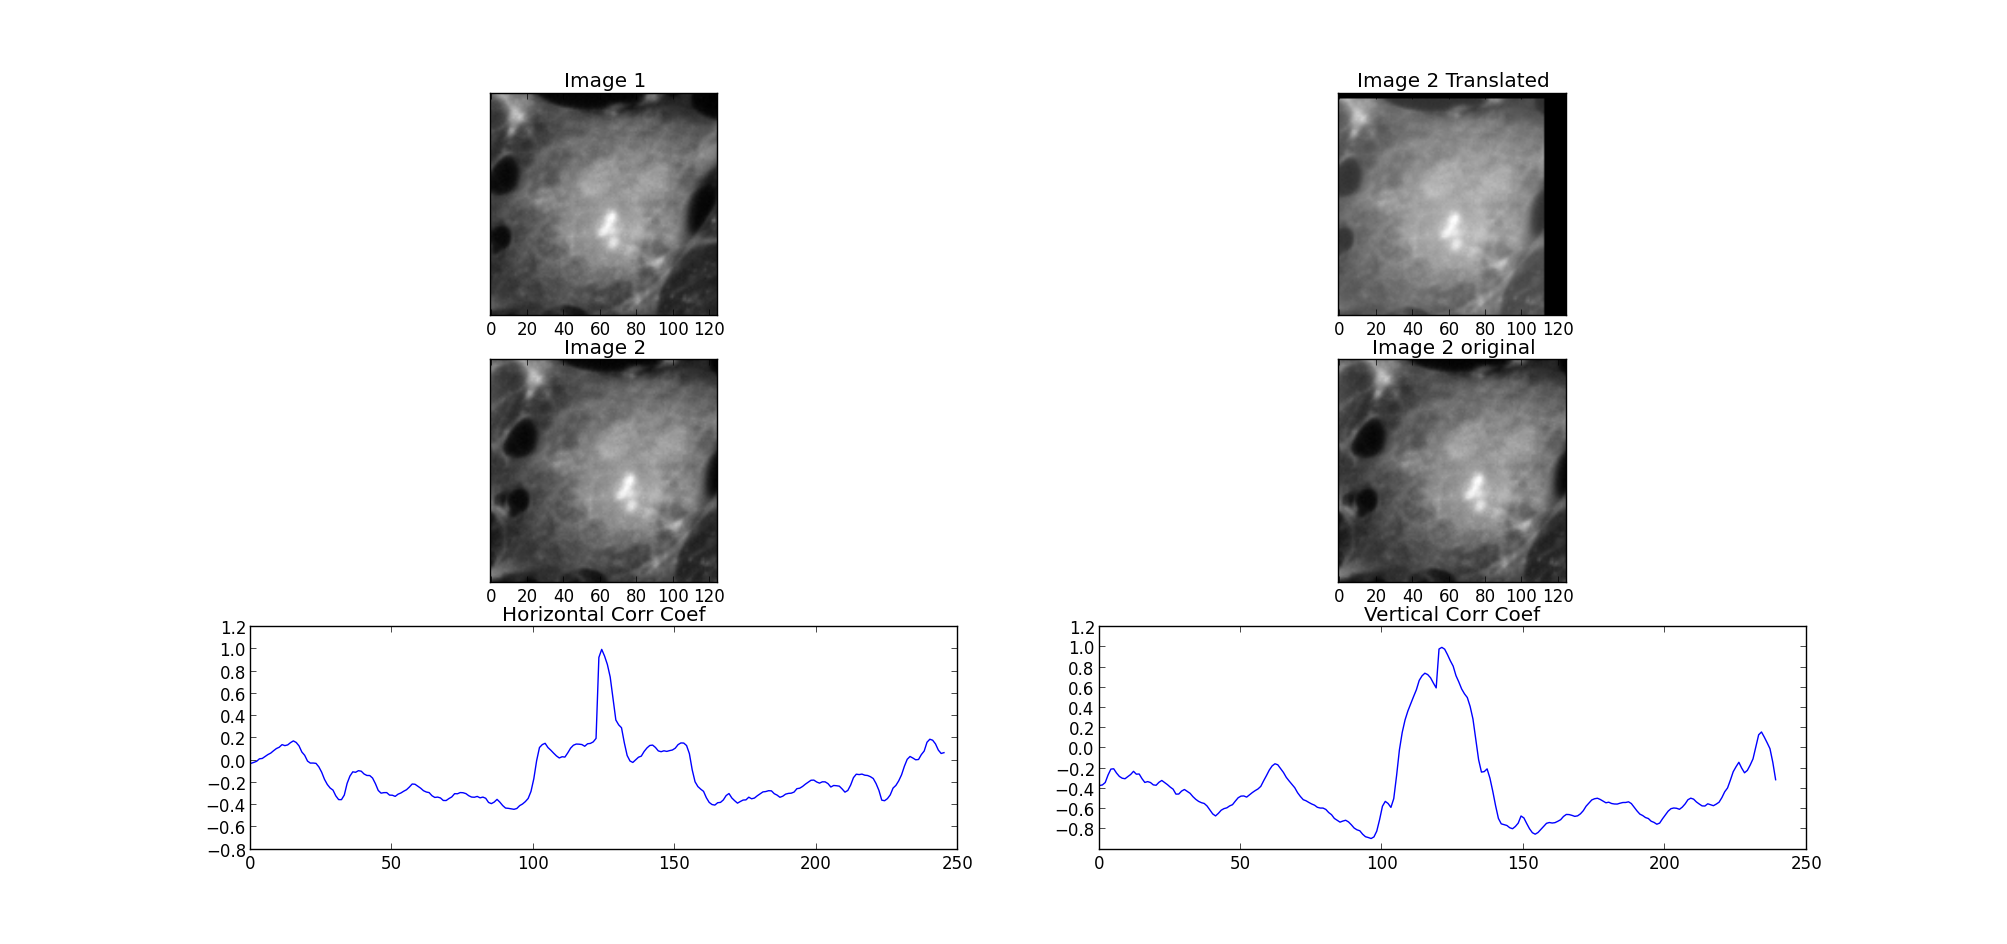 Image 1
Image 2 Translated
0 20 40 60 80 100 120
0 20 40 60 80 100 120
Image 2
Image 2 original
0 20 40 60 80 100 120
0 20 40 60 80 100 120
Horizontal Corr Coef
1.2
1.0
0.8
0.6
0.4
0.2
0.0
−0.2
−0.4
−0.6
−0.8
0 50 100 150 200 250
Vertical Corr Coef
1.2
1.0
0.8
0.6
0.4
0.2
0.0
−0.2
−0.4
−0.6
−0.8
0 50 100 150 200 250